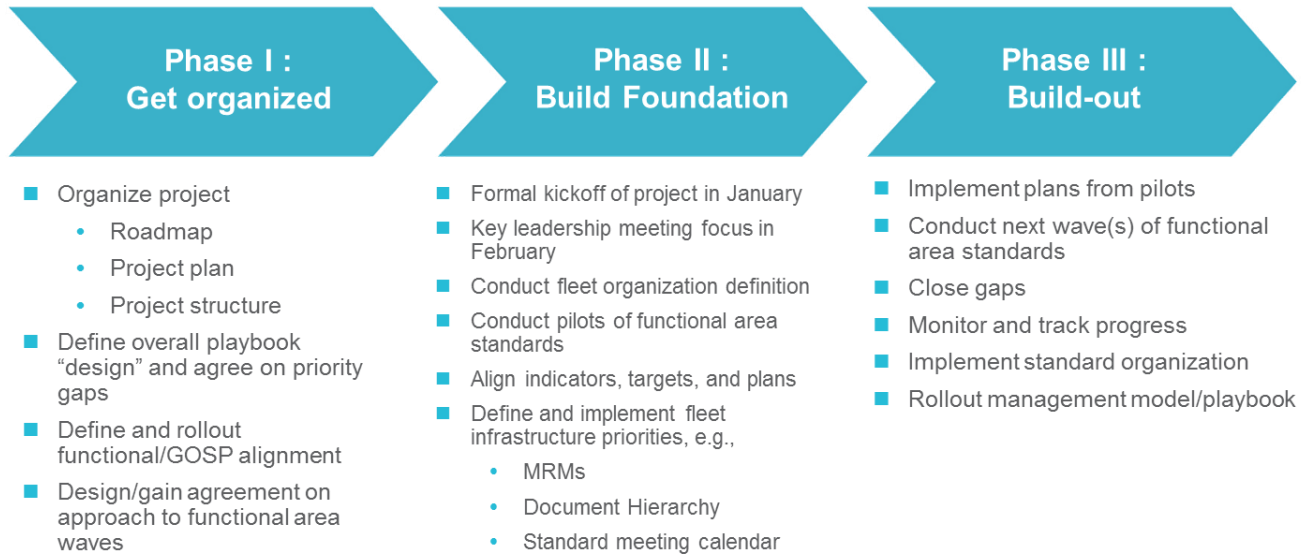 Phase I :
Get organized
Organize project
Roadmap
Project plan
Project structure
Define overall playbook
“design” and agree on priority
gaps
Define and rollout
functional/GOSP alignment
Design/gain agreement on
approach to functional area
waves
Phase II :
Build Foundation
Formal kickoff of project in January
Key leadership meeting focus in
February
Conduct fleet organization definition
Conduct pilots of functional area
standards
Align indicators, targets, and plans
Define and implement fleet
infrastructure priorities, e.g.,
MRMs
Document Hierarchy
Standard meeting calendar
Phase III :
Build-out
Implement plans from pilots
Conduct next wave(s) of functional
area standards
Close gaps
Monitor and track progress
Implement standard organization
Rollout management model/playbook